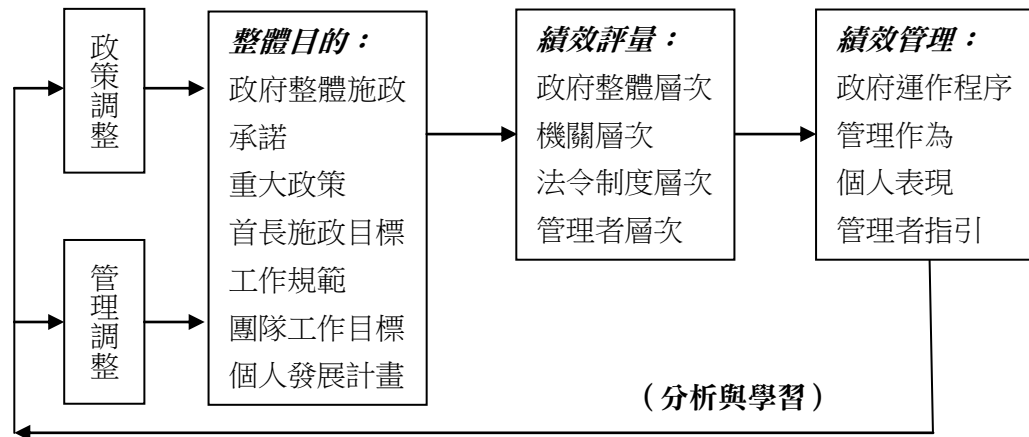 政策調整
管理調整
整體目的：
政府整體施政
承諾
重大政策
首長施政目標
工作規範
團隊工作目標
個人發展計畫
績效評量：
政府整體層次
機關層次
法令制度層次
管理者層次
績效管理：
政府運作程序
管理作為
個人表現
管理者指引
（分析與學習）